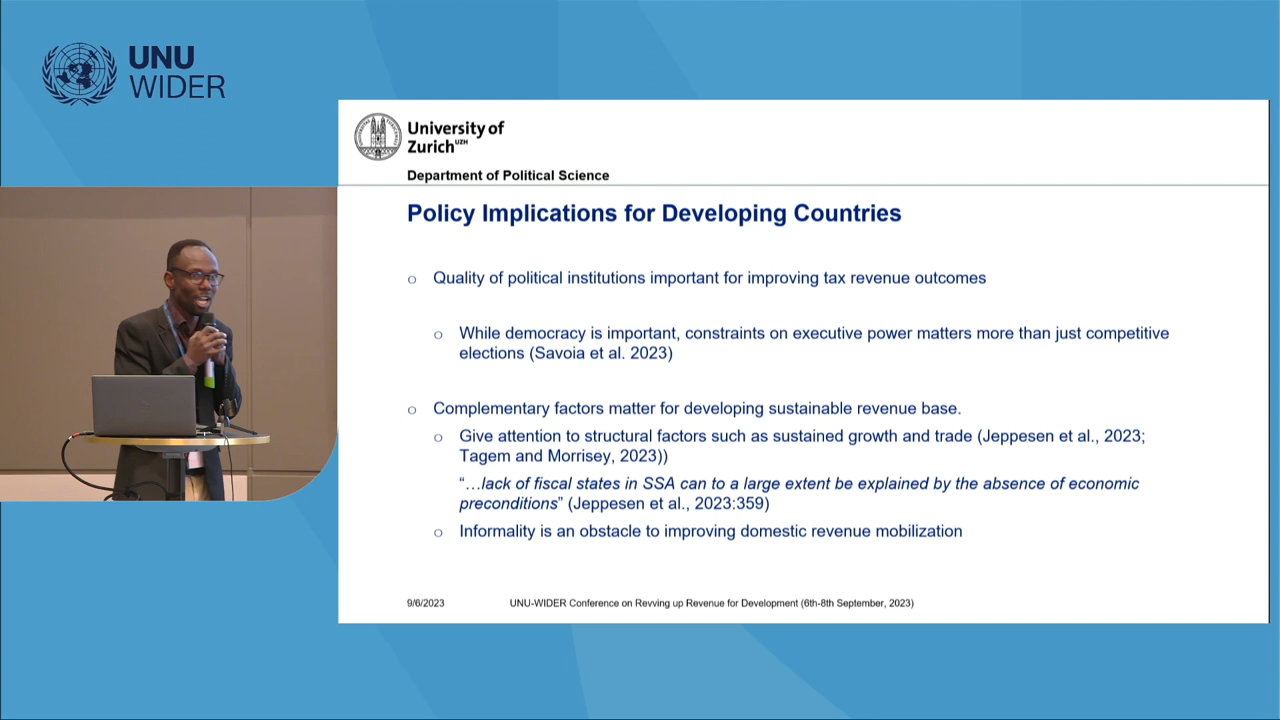 UNU
WIDER
University of
Zurich UZH
Department of Political Science
Policy Implications for Developing Countries
o Quality of political institutions important for improving tax revenue outcomes
o While democracy is important, constraints on executive power matters more than just competitive
elections (Savoia et al. 2023)
o Complementary factors matter for developing sustainable revenue base.
o Give attention to structural factors such as sustained growth and trade (Jeppesen et al., 2023;
Tagem and Morrisey, 2023))
“…lack of fiscal states in SSA can to a large extent be explained by the absence of economic
preconditions” (Jeppesen et al., 2023:359)
o Informality is an obstacle to improving domestic revenue mobilization
9/6/2023 UNU-WIDER Conference on Revving up Revenue for Development (6th-8th September, 2023)